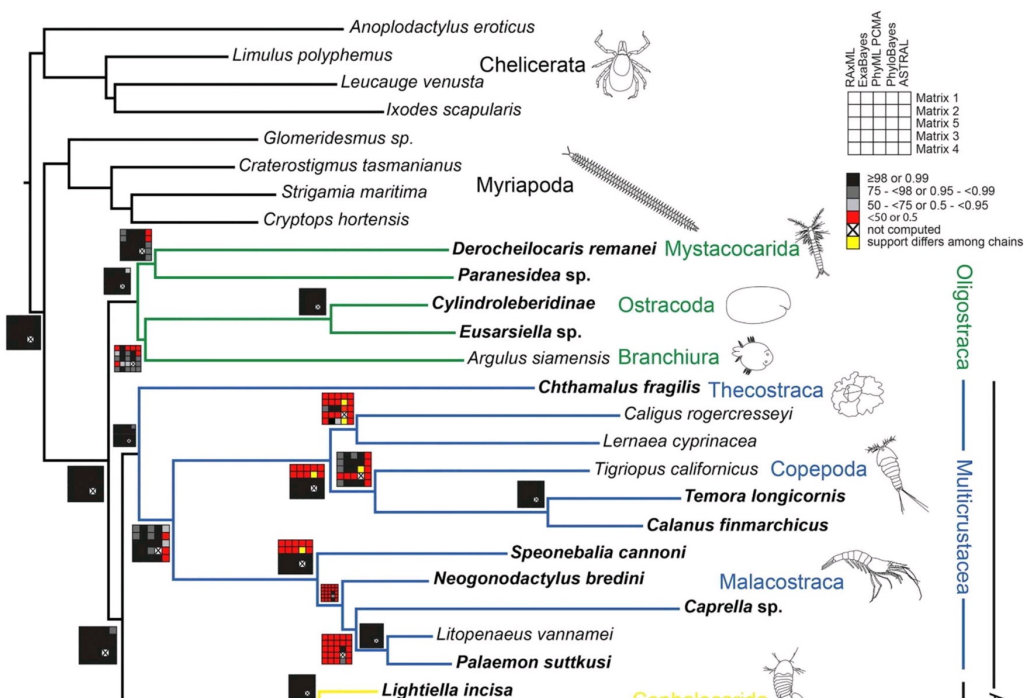 Anoplodactylus eroticus
Limulus polyphemus
Chelicerata
Leucauge venusta
Ixodes scapularis
RAxML
ExaBayes
PhyML PCMA
PhyloBayes
ASTRAL
Matrix 1
Matrix 2
Matrix 5
Matrix 3
Matrix 4
Glomeridesmus sp.
Craterostigmus tasmanianus
Myriapoda
Strigamia maritima
Cryptops hortensis
≥98 or 0.99
75 - <98 or 0.95 - <0.99
50 - <75 or 0.5 - <0.95
<50 or 0.5
not computed
support differs among chains
Derocheilocaris remanei Mystacocarida
Paranesidea sp.
Cylindroleberidinae
Ostracoda
Eusarsiella sp.
Argulus siamensis Branchiura
Oligostraca
Chthamalus fragilis Thecostraca
Caligus rogercresseyi
Lernaea cyprinacea
Tigriopus californicus Copepoda
Temora longicornis
Calanus finmarchicus
Multicrustacea
Speonebalia cannoni
Neogonodactylus bredini
Malacostraca
Caprella sp.
Litopenaeus vannamei
Palaemon suttkusi
Lightiella incisa